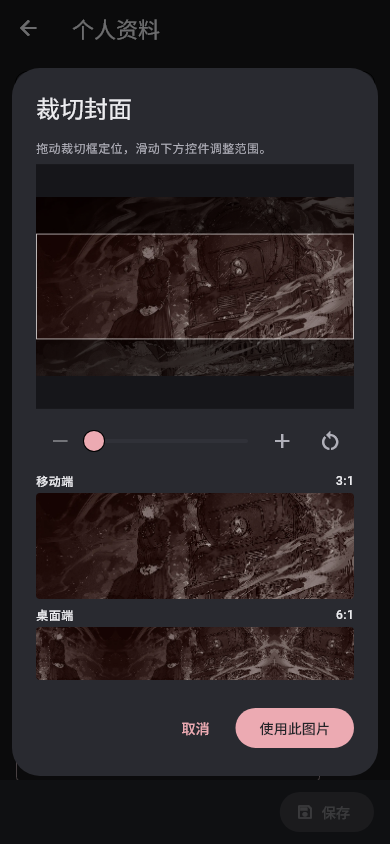 个人资料
裁切封面
拖动裁切框定位，滑动下方控件调整范围。
移动端 3:1
桌面端 6:1
取消 使用此图片
保存